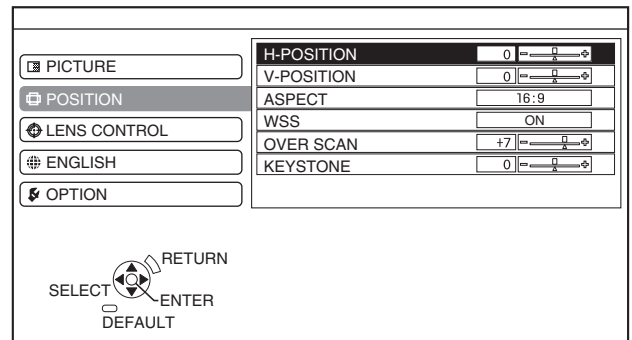 PICTURE
POSITION
LENS CONTROL
ENGLISH
OPTION
H-POSITION 0 - +
V-POSITION 0 - +
ASPECT 16:9
WSS ON
OVER SCAN +7 - +
KEYSTONE 0 - +
RETURN
SELECT
ENTER
DEFAULT